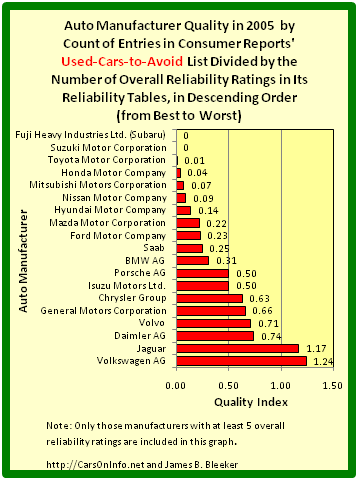 Auto Manufacturer Quality in 2005 by
Count of Entries in Consumer Reports'
Used-Cars-to-Avoid List Divided by the
Number of Overall Reliability Ratings in Its
Reliability Tables, in Descending Order
(from Best to Worst)
Auto Manufacturer
Fuji Heavy Industries Ltd. (Subaru) 0
Suzuki Motor Corporation 0
Toyota Motor Corporation 0.01
Honda Motor Company 0.04
Mitsubishi Motors Corporation 0.07
Nissan Motor Company 0.09
Hyundai Motor Company 0.14
Mazda Motor Corporation 0.22
Ford Motor Company 0.23
Saab 0.25
BMW AG 0.31
Porsche AG 0.50
Isuzu Motors Ltd. 0.50
Chrysler Group 0.63
General Motors Corporation 0.66
Volvo 0.71
Daimler AG 0.74
Jaguar 1.17
Volkswagen AG 1.24
0.00 0.50 1.00 1.50
Quality Index
Note: Only those manufacturers with at least 5 overall
reliability ratings are included in this graph.
http://CarsOnInfo.net and James B. Bleeker